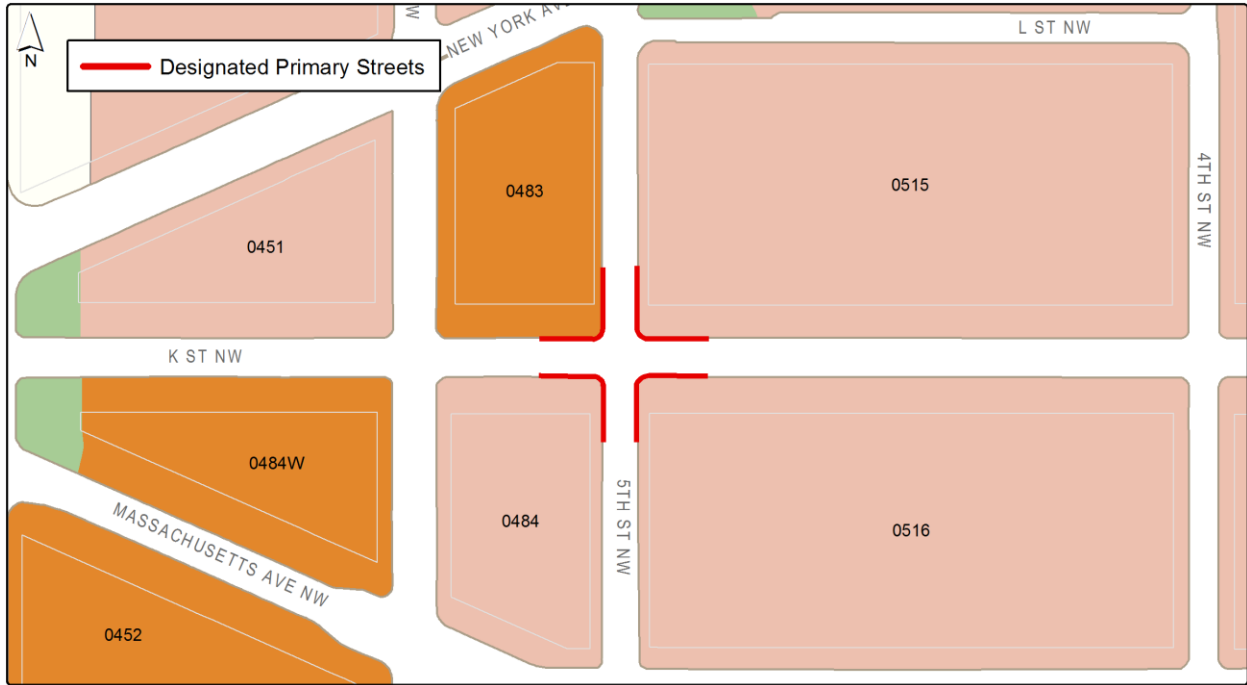 W
NEW YORK AVE
L ST NW
N
Designated Primary Streets
0483
0515
4TH ST NW
0451
K ST NW
0484W
MASSACHUSETTS AVE NW
0484
5TH ST NW
0516
0452